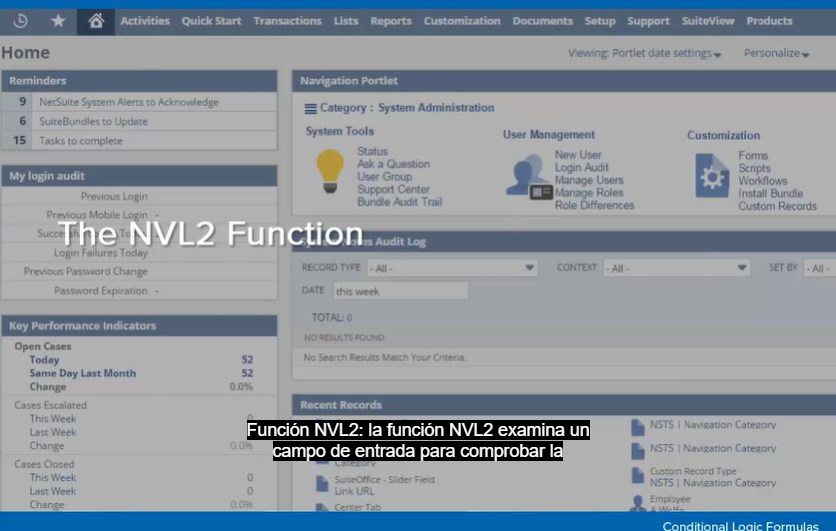 Activities Quick Start Transactions Lists Reports Customization Documents Setup Support SuiteView Products
Home
Viewing: Portlet date settings Personalize
Reminders
9 NetSuite System Alerts to Acknowledge
6 SuiteBundles to Update
15 Tasks to complete
My login audit
Previous Login
Previous Mobile Login -
The NVL2 Function
Login Failures Today
Previous Password Change
Password Expiration -
Key Performance Indicators
Open Cases
Today 52
Same Day Last Month 52
Change 0.0%
Cases Escalated
This Week 0
Last Week
Change 0.0%
Cases Closed
This Week 0
Last Week 0
Change 0.0%
Navigation Portlet
Category : System Administration
System Tools
Status
Ask a Question
User Group
Support Center
Bundle Audit Trail
User Management
New User
Login Audit
Manage Users
Manage Roles
Role Differences
Customization
Forms
Scripts
Workflows
Install Bundle
Custom Records
Notes Audit Log
RECORD TYPE - All - CONTEXT - All - SET BY - All -
DATE this week
TOTAL: 0
NO RESULTS FOUND
No Search Results Match Your Criteria.
Recent Records
Category
SuiteOffice - Slider Field
Link URL
Center Tab
NSTS | Navigation Category
NSTS | Navigation Category
Custom Record Type
NSTS | Navigation Category
Employee
Función NVL2: la función NVL2 examina un
campo de entrada para comprobar la
Conditional Logic Formulas